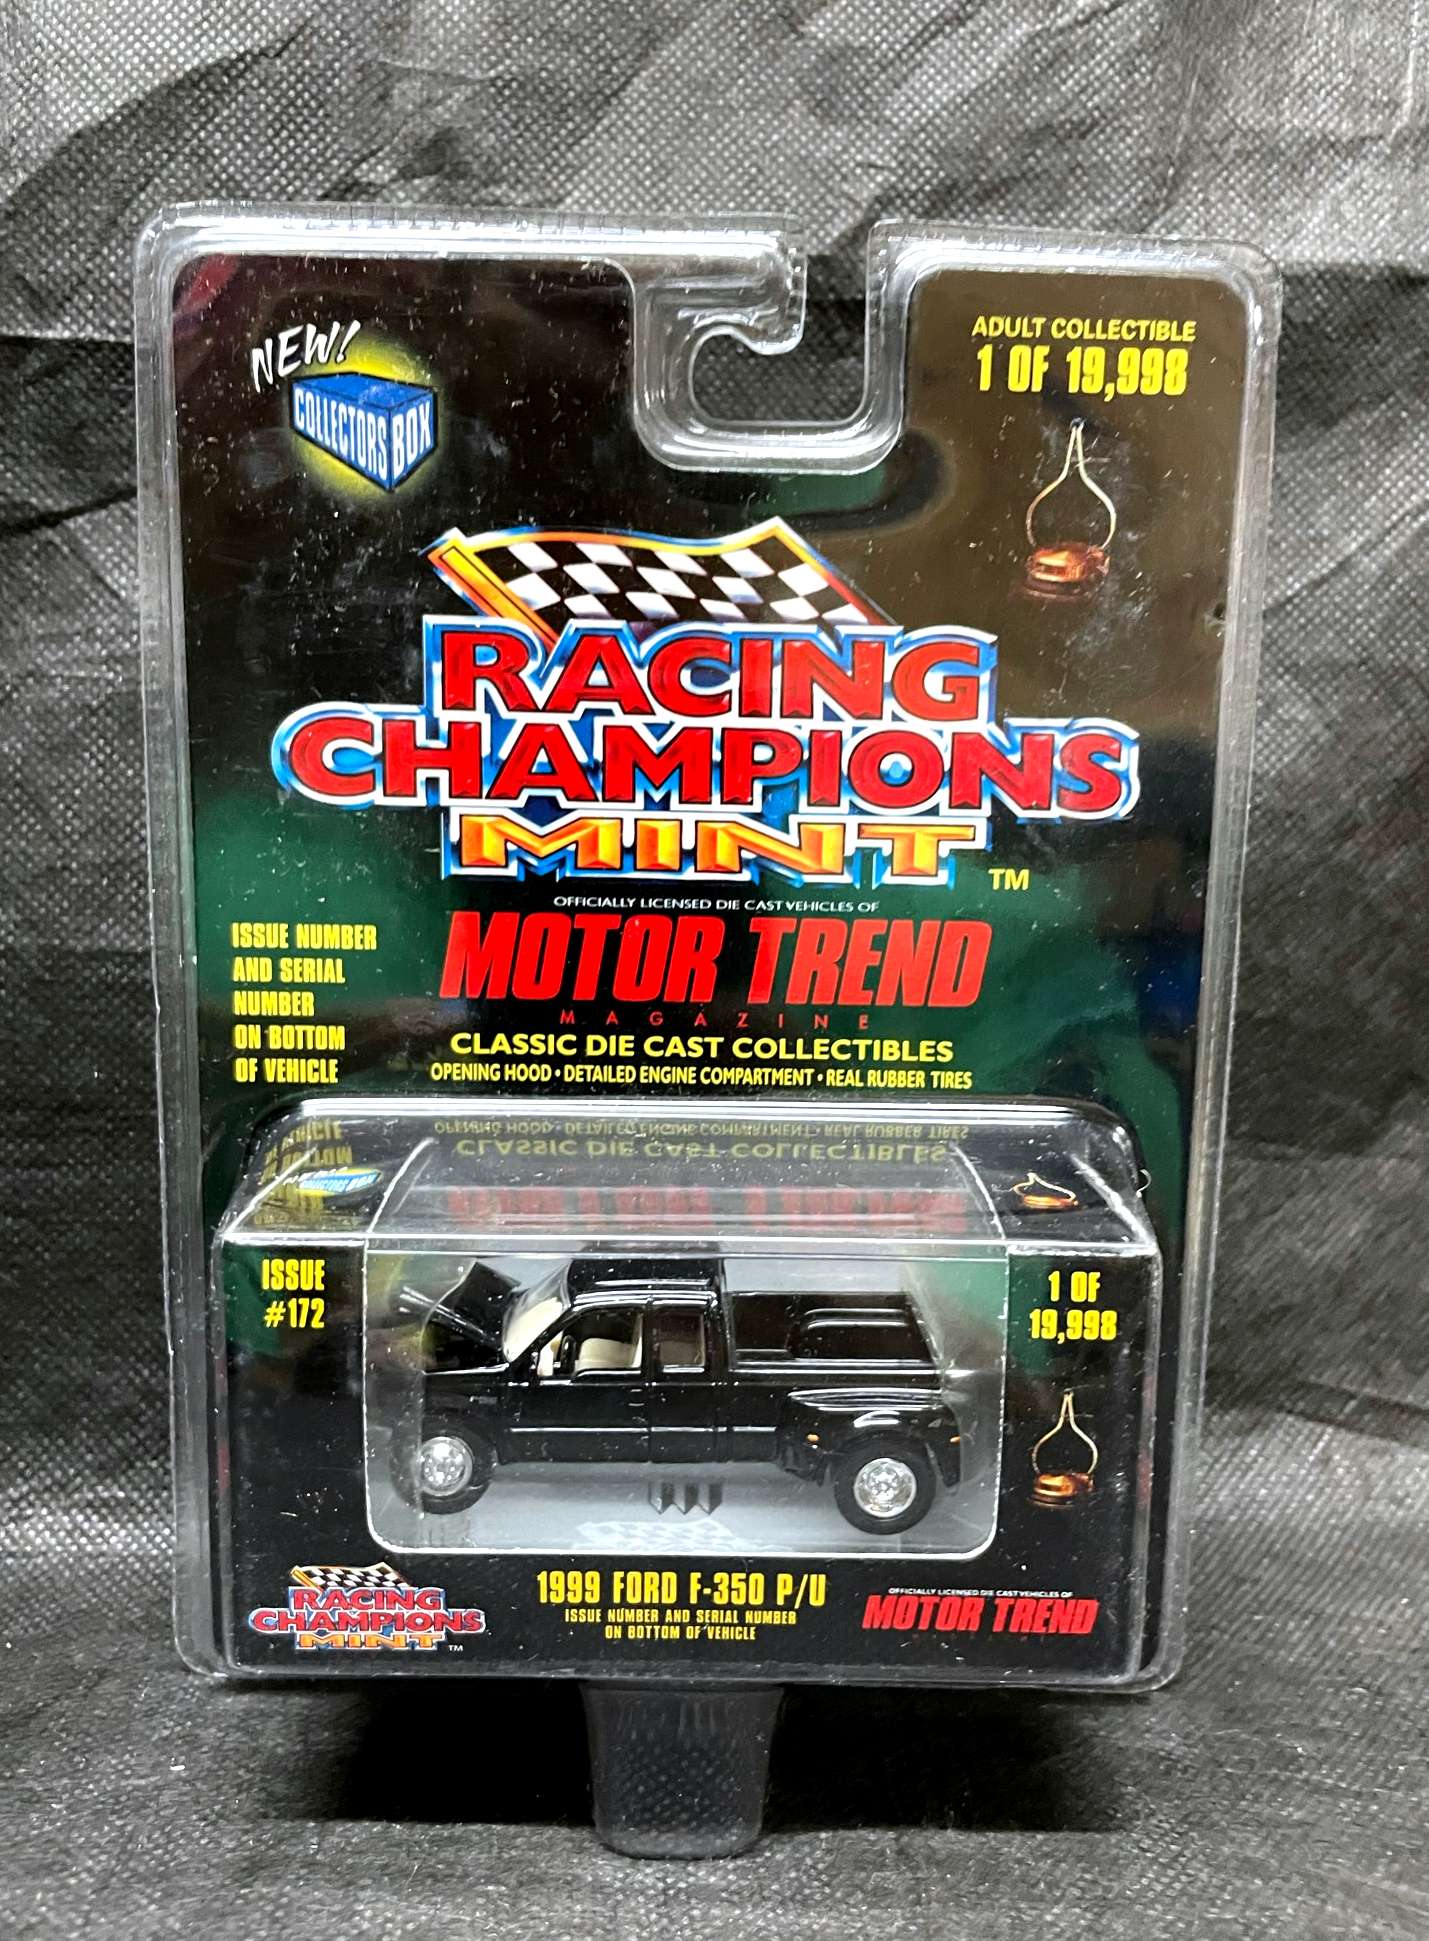 NEW!
COLLECTORS BOX
ADULT COLLECTIBLE
1 OF 19,998
RACING
CHAMPIONS
MINT TM
OFFICIALLY LICENSED DIE CAST VEHICLES OF
MOTOR TREND
MAGAZINE
CLASSIC DIE CAST COLLECTIBLES
OPENING HOOD • DETAILED ENGINE COMPARTMENT • REAL RUBBER TIRES
ISSUE NUMBER
AND SERIAL
NUMBER
ON BOTTOM
OF VEHICLE
ISSUE
#172
1 OF
19,998
RACING
CHAMPIONS
MINT TM
1999 FORD F-350 P/U
ISSUE NUMBER AND SERIAL NUMBER
ON BOTTOM OF VEHICLE
OFFICIALLY LICENSED DIE CAST VEHICLES OF
MOTOR TREND